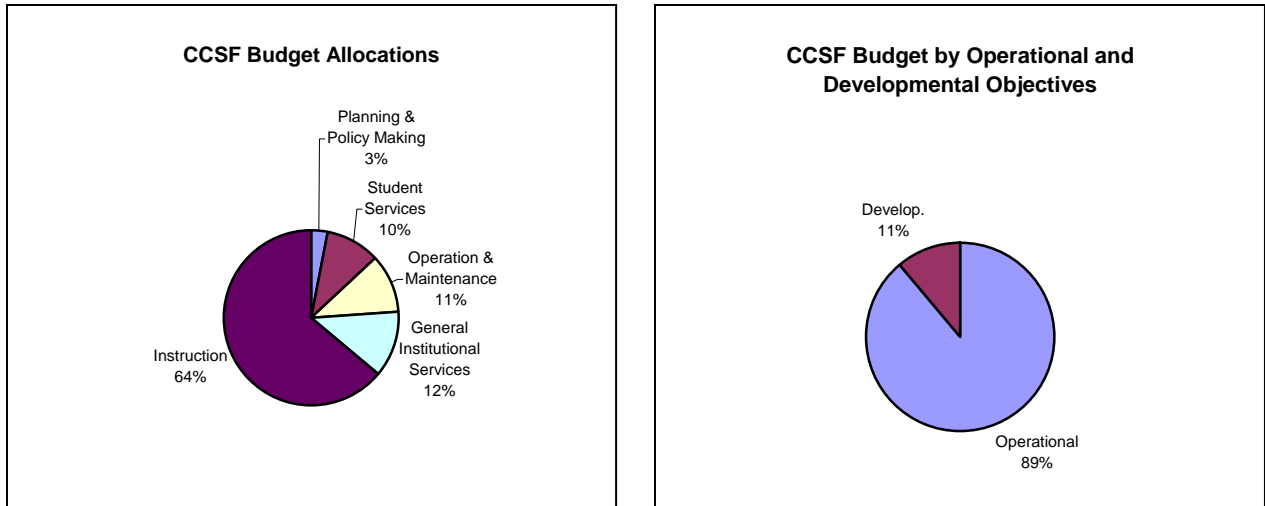 CCSF Budget Allocations
Planning &
Policy Making
3%
Student
Services
10%
Operation &
Maintenance
11%
General
Institutional
Services
12%
Instruction
64%
CCSF Budget by Operational and
Developmental Objectives
Develop.
11%
Operational
89%